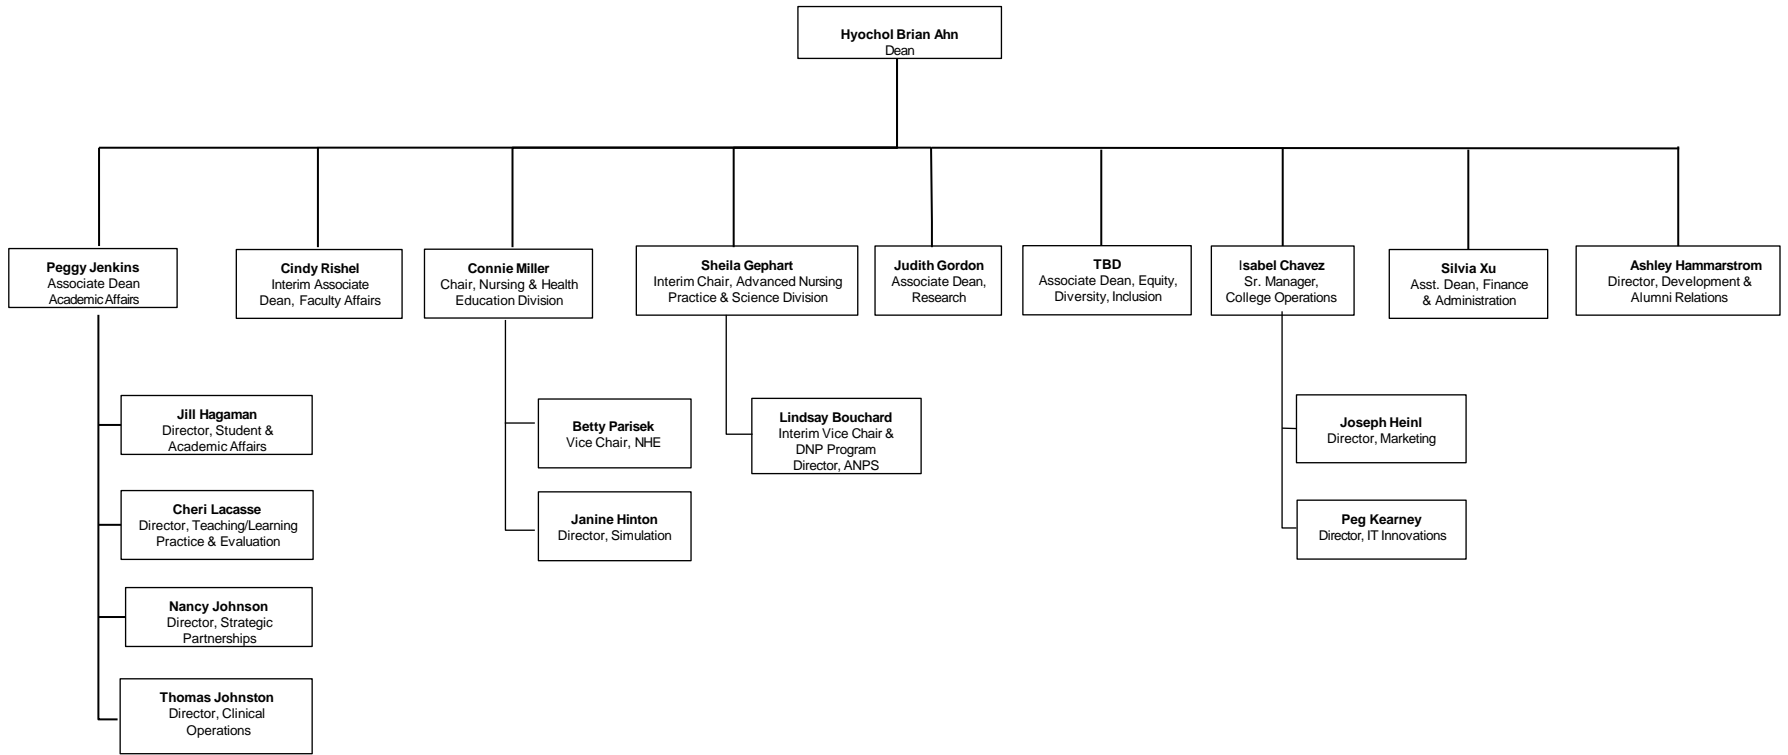 Hyochol Brian Ahn
Dean
Peggy Jenkins
Associate Dean
Academic Affairs
Cindy Rishel
Interim Associate
Dean, Faculty Affairs
Connie Miller
Chair, Nursing & Health
Education Division
Sheila Gephart
Interim Chair, Advanced Nursing
Practice & Science Division
Judith Gordon
Associate Dean,
Research
TBD
Associate Dean, Equity,
Diversity, Inclusion
Isabel Chavez
Sr. Manager,
College Operations
Silvia Xu
Asst. Dean, Finance
& Administration
Ashley Hammarstrom
Director, Development &
Alumni Relations
Jill Hagaman
Director, Student &
Academic Affairs
Cheri Lacasse
Director, Teaching/Learning
Practice & Evaluation
Nancy Johnson
Director, Strategic
Partnerships
Thomas Johnston
Director, Clinical
Operations
Betty Parisek
Vice Chair, NHE
Janine Hinton
Director, Simulation
Lindsay Bouchard
Interim Vice Chair &
DNP Program
Director, ANPS
Joseph Heinl
Director, Marketing
Peg Kearney
Director, IT Innovations